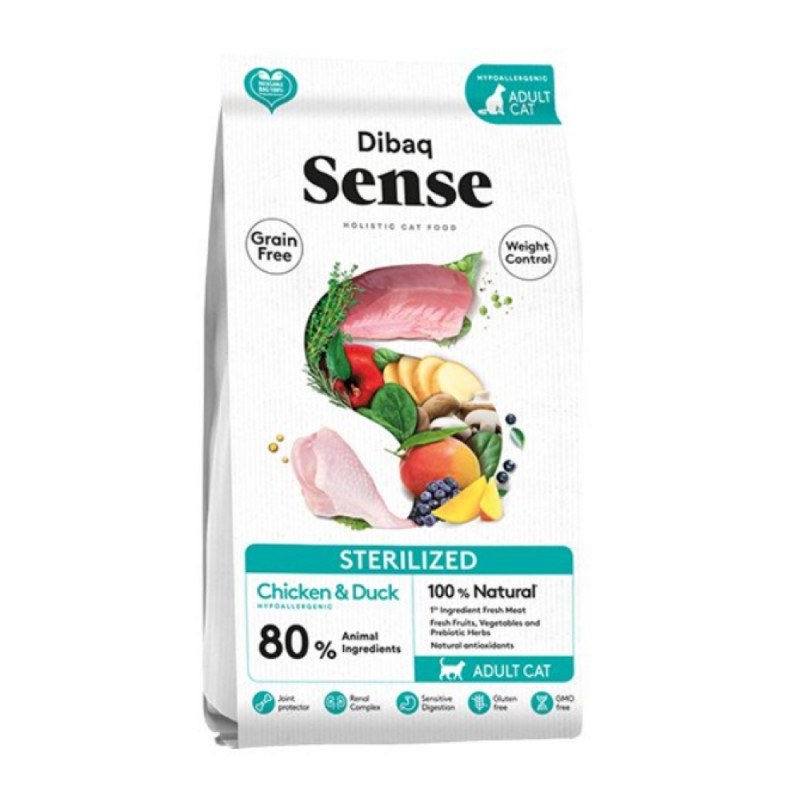 HYPOALLERGENIC
ADULT
CAT
Dibaq
Sense
HOLISTIC CAT FOOD
Grain
Free
Weight
Control
STERILIZED
Chicken & Duck
HYPOALLERGENIC
80 %
Animal
Ingredients
100 % Natural
Ingredient Fresh Meat
Fresh Fruits, Vegetables and
Prebiotic Herbs
Natural antioxidants
ADULT CAT
Joint
protector
Renal
Complex
Sensitive
Digestion
Gluten
free
GMO
free